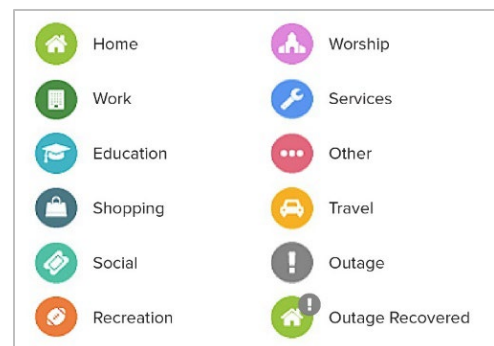 Home
Work
Education
Shopping
Social
Recreation
Worship
Services
Other
Travel
Outage
Outage Recovered